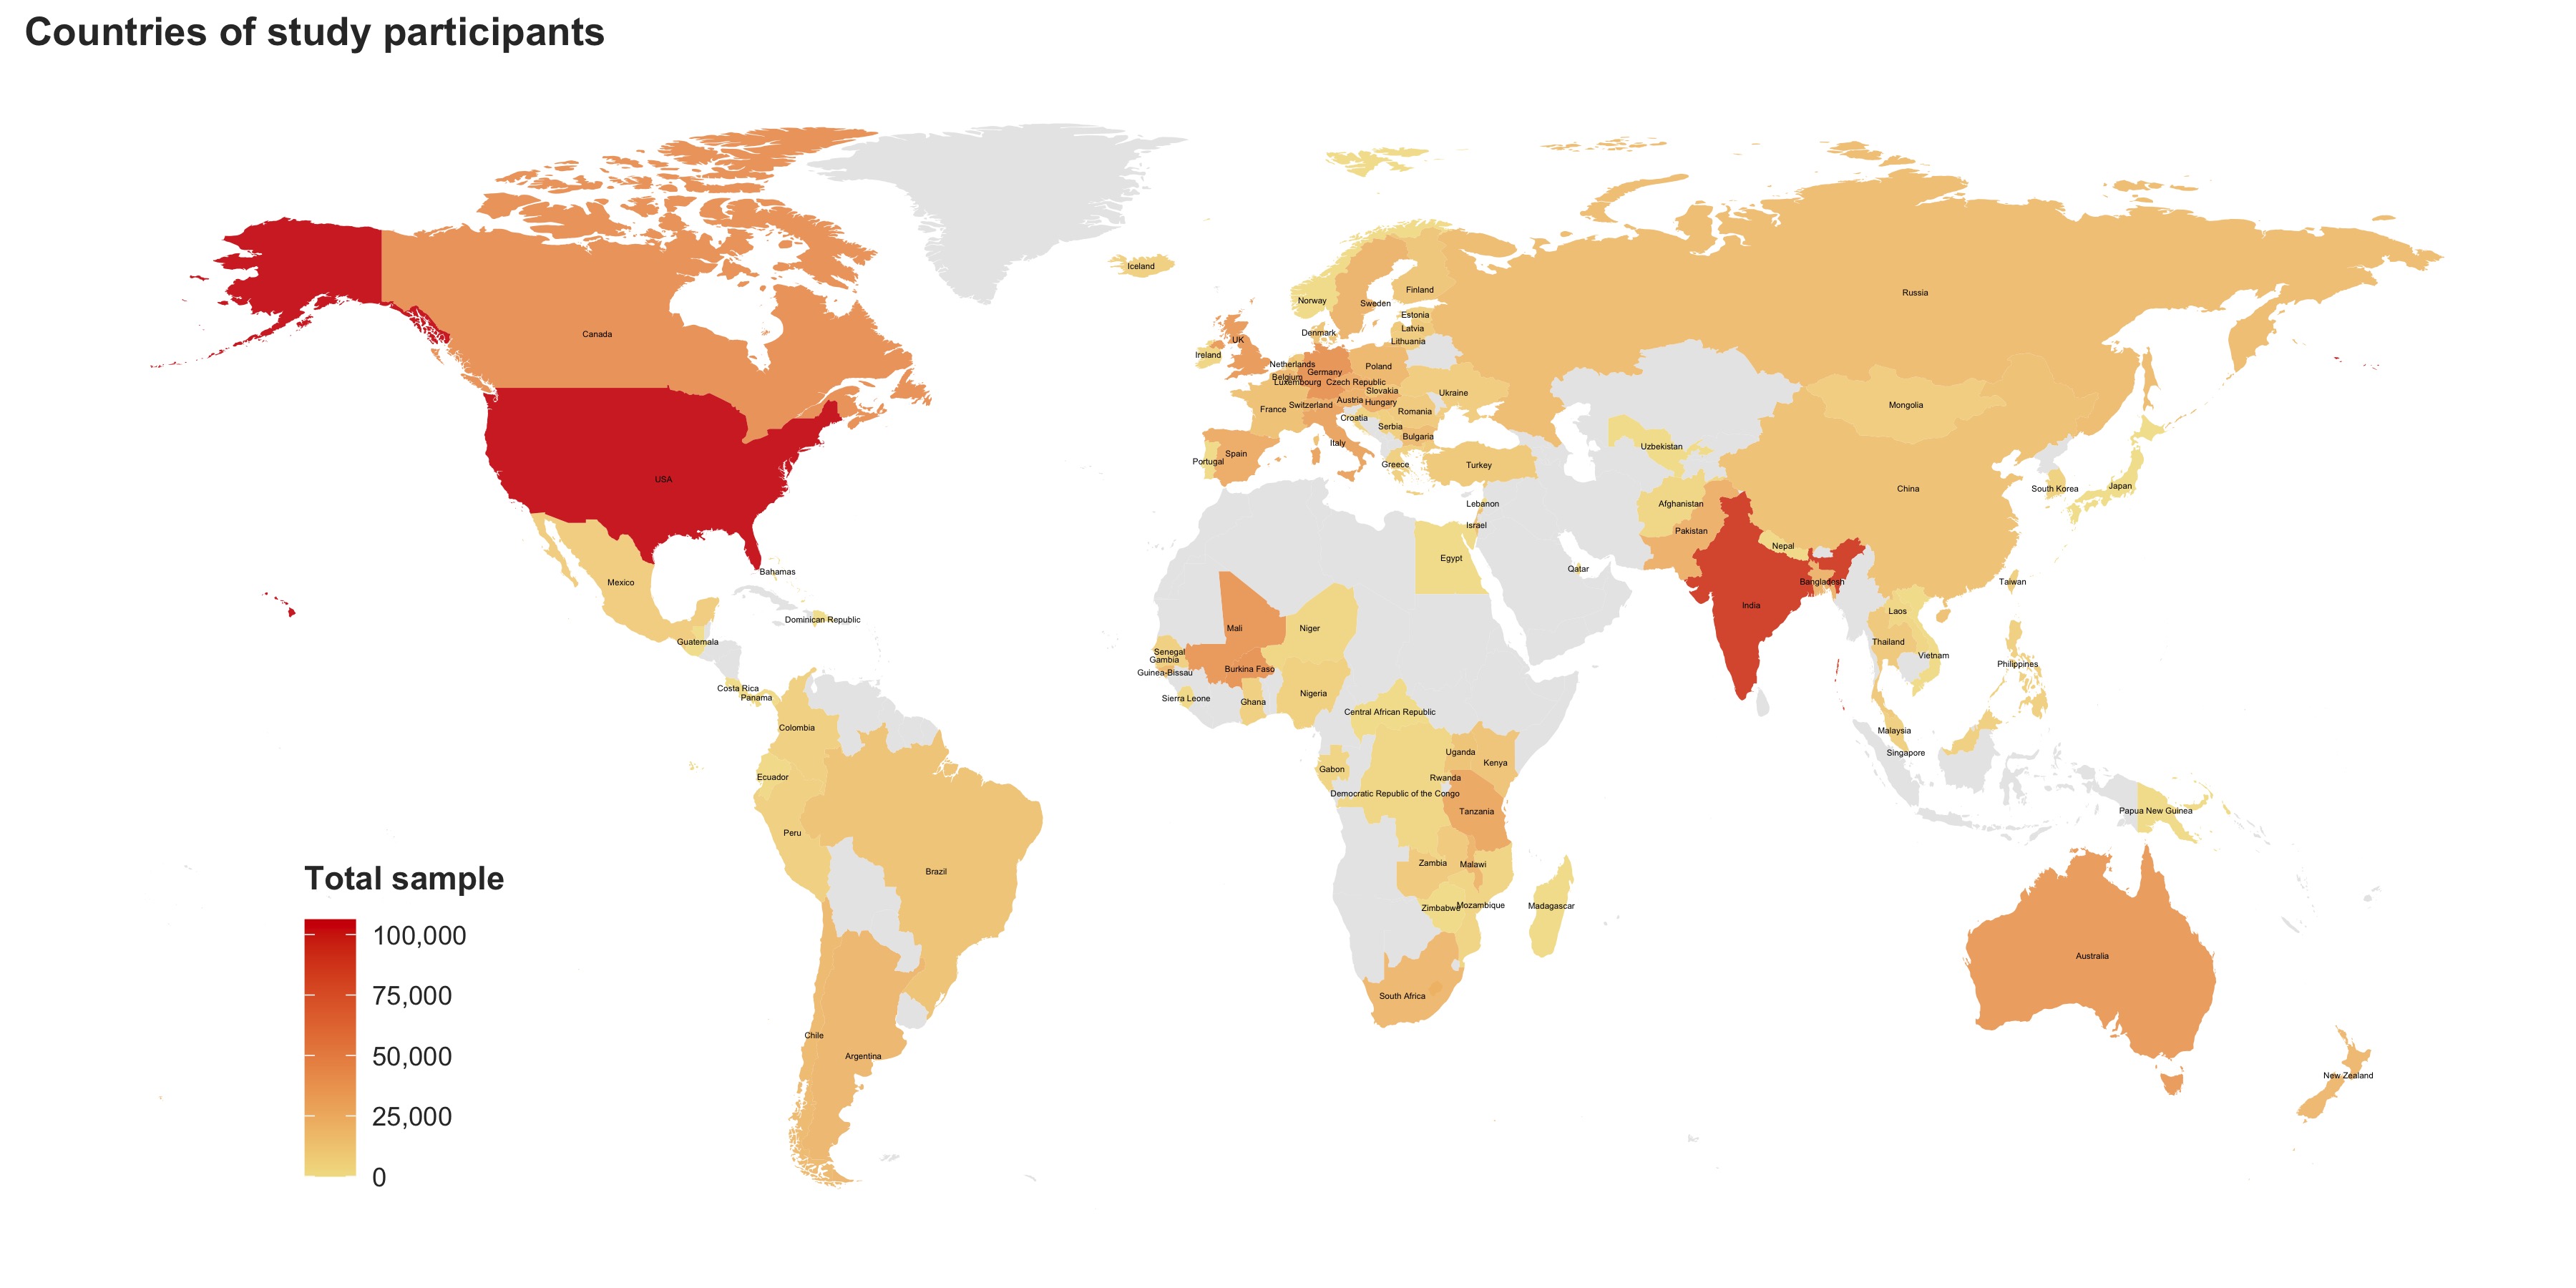 Countries of study participants
Iceland
Norway
Sweden
Finland
Russia
Estonia
Latvia
Denmark
Lithuania
Canada
UK
Ireland
Netherlands
Germany
Poland
Belgium
Luxembourg
Czech Republic
Slovakia
Ukraine
Austria
Hungary
France
Switzerland
Romania
Croatia
Serbia
Bulgaria
Italy
Mongolia
Spain
Portugal
Greece
Turkey
Uzbekistan
USA
China
South Korea
Japan
Lebanon
Afghanistan
Israel
Pakistan
Nepal
Egypt
Qatar
Bahamas
Mexico
Bangladesh
Taiwan
India
Laos
Dominican Republic
Guatemala
Mali
Niger
Thailand
Vietnam
Senegal
Gambia
Guinea-Bissau
Burkina Faso
Philippines
Costa Rica
Panama
Sierra Leone
Ghana
Nigeria
Central African Republic
Colombia
Malaysia
Singapore
Uganda
Kenya
Ecuador
Gabon
Rwanda
Democratic Republic of the Congo
Tanzania
Papua New Guinea
Peru
Brazil
Zambia
Malawi
Zimbabwe
Mozambique
Madagascar
Australia
South Africa
Chile
Argentina
New Zealand
Total sample
100,000
75,000
50,000
25,000
0